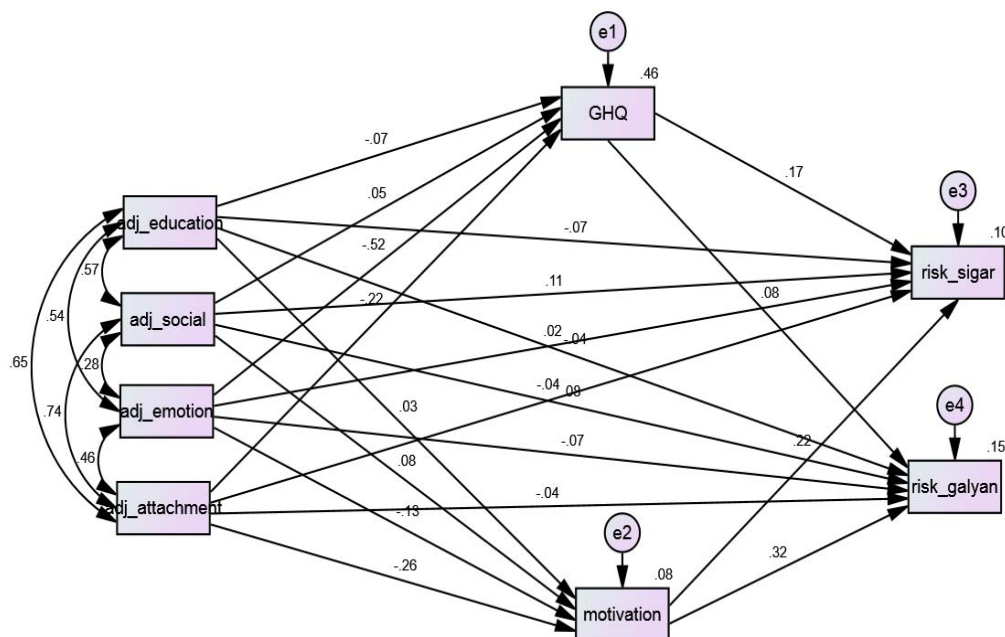 e1
.46
GHQ
-.07
.17
.05
e3
adj_education
.10
-.52
-.07
risk_sigar
.57
-.22
.11
.08
adj_social
.54
.02
-.04
.65
.28
-.04
.08
e4
adj_emotion
.74
.03
-.07
.22
.15
.46
.08
risk_galyan
adj_attachment
-.04
-.13
e2
.32
-.26
.08
motivation